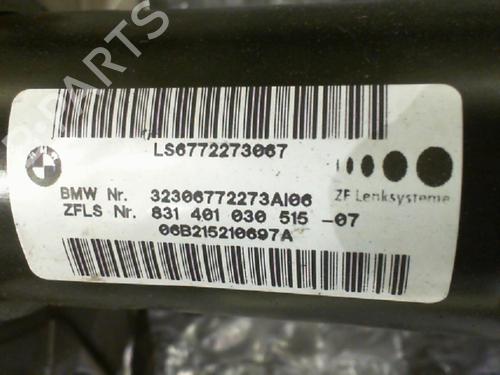 LS6772273067
BMW Nr. 32306772273AI06
ZFLS Nr. 831 401 030 515 -07
06B215210697A
ZF Lenksysteme
B-PARTS